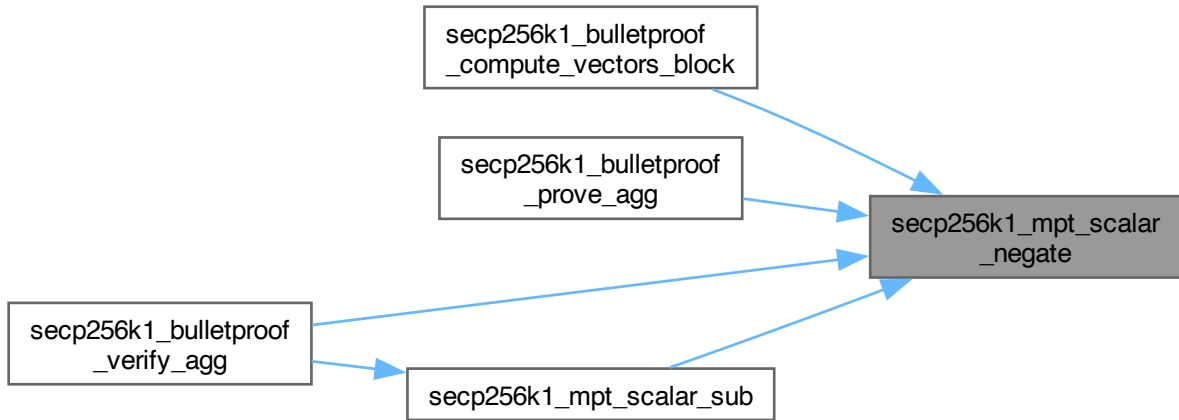 secp256k1_bulletproof
_compute_vectors_block
secp256k1_bulletproof
_prove_agg
secp256k1_mpt_scalar
_negate
secp256k1_bulletproof
_verify_agg
secp256k1_mpt_scalar_sub